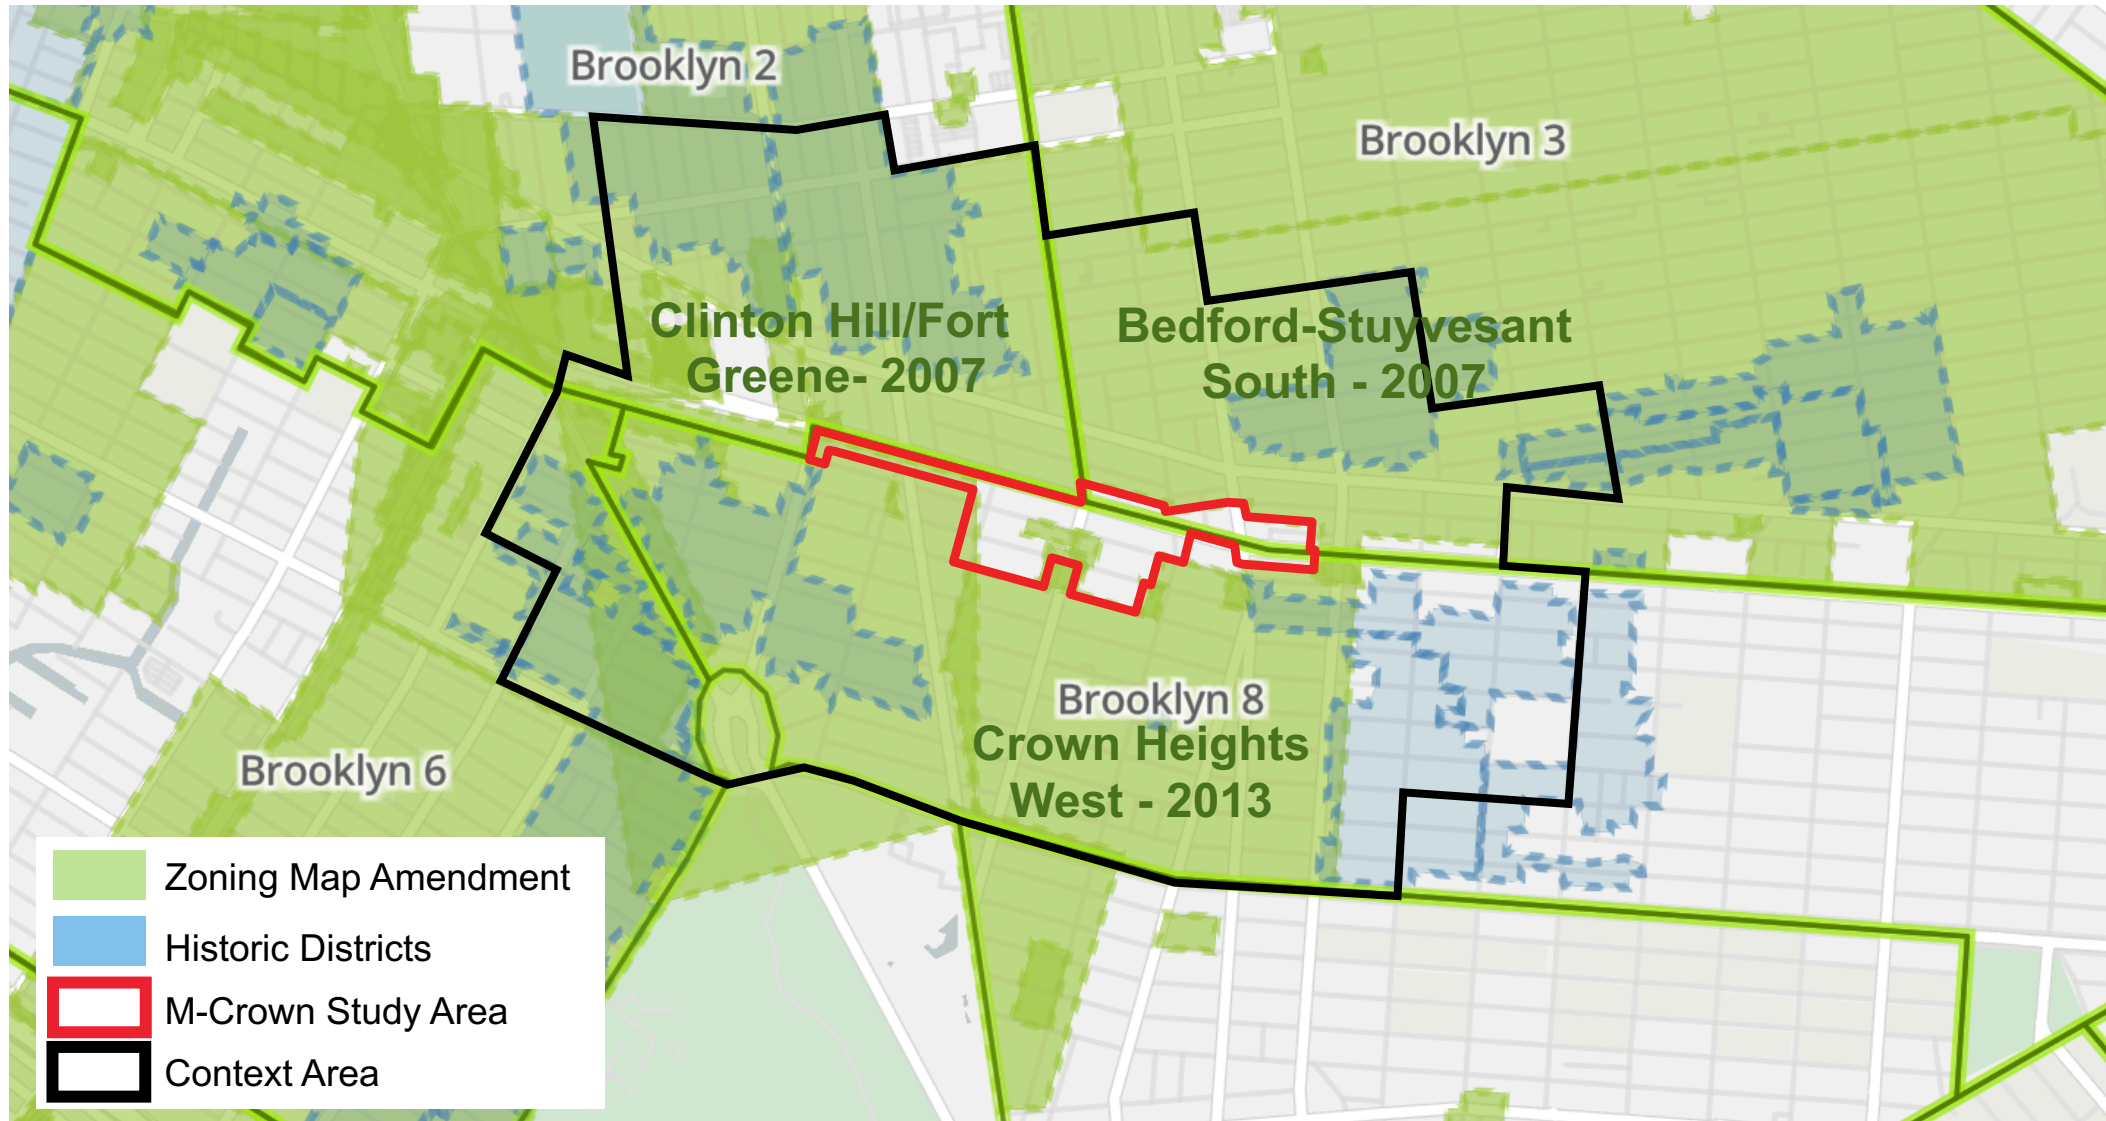 Brooklyn 2
Brooklyn 3
Clinton Hill/Fort
Greene- 2007
Bedford-Stuyvesant
South - 2007
Brooklyn 8
Crown Heights
West - 2013
Brooklyn 6
Zoning Map Amendment
Historic Districts
M-Crown Study Area
Context Area